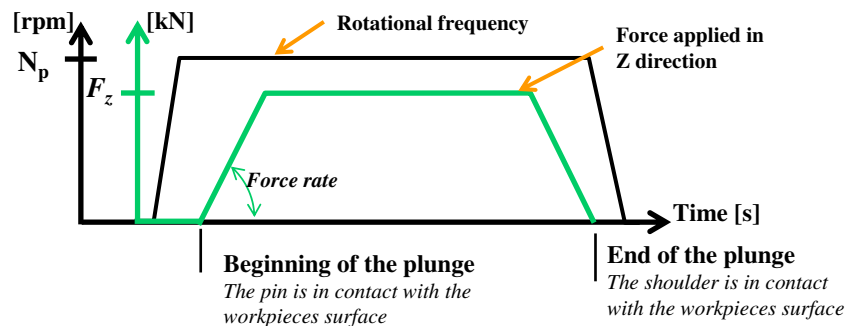 [rpm]
[kN]
Rotational frequency
Force applied in
Z direction
Np
Fz
Force rate
Time [s]
Beginning of the plunge
The pin is in contact with the
workpieces surface
End of the plunge
The shoulder is in contact
with the workpieces surface